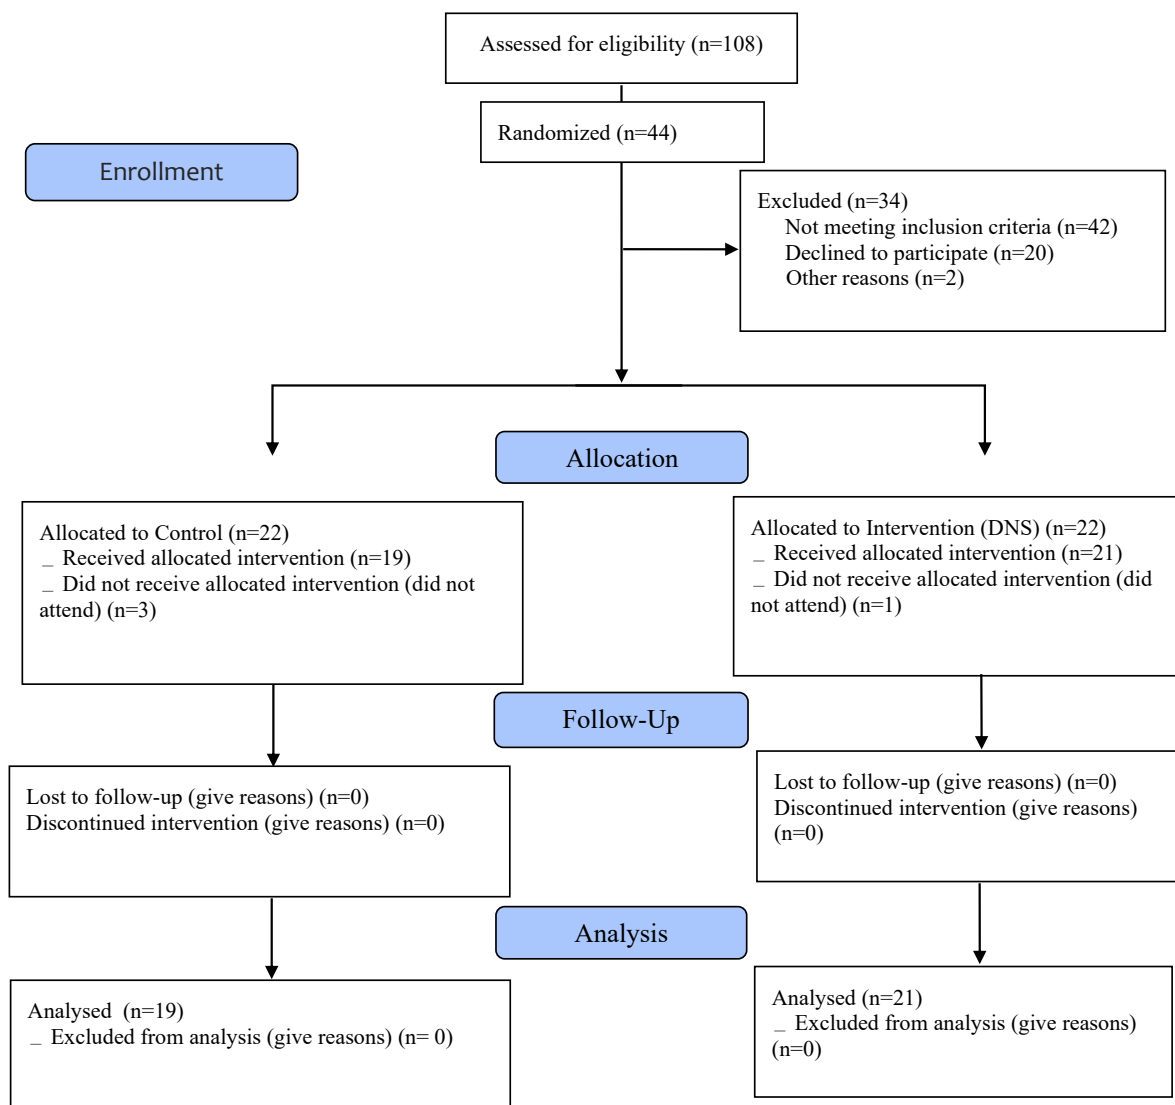 Assessed for eligibility (n=108)
Randomized (n=44)
Enrollment
Excluded (n=34)
Not meeting inclusion criteria (n=42)
Declined to participate (n=20)
Other reasons (n=2)
Allocation
Allocated to Control (n=22)
_ Received allocated intervention (n=19)
_ Did not receive allocated intervention (did not
attend) (n=3)
Allocated to Intervention (DNS) (n=22)
_ Received allocated intervention (n=21)
_ Did not receive allocated intervention (did
not attend) (n=1)
Follow-Up
Lost to follow-up (give reasons) (n=0)
Discontinued intervention (give reasons) (n=0)
Lost to follow-up (give reasons) (n=0)
Discontinued intervention (give reasons)
(n=0)
Analysis
Analysed  (n=19)
_ Excluded from analysis (give reasons) (n= 0)
Analysed (n=21)
_ Excluded from analysis (give reasons)
(n=0)